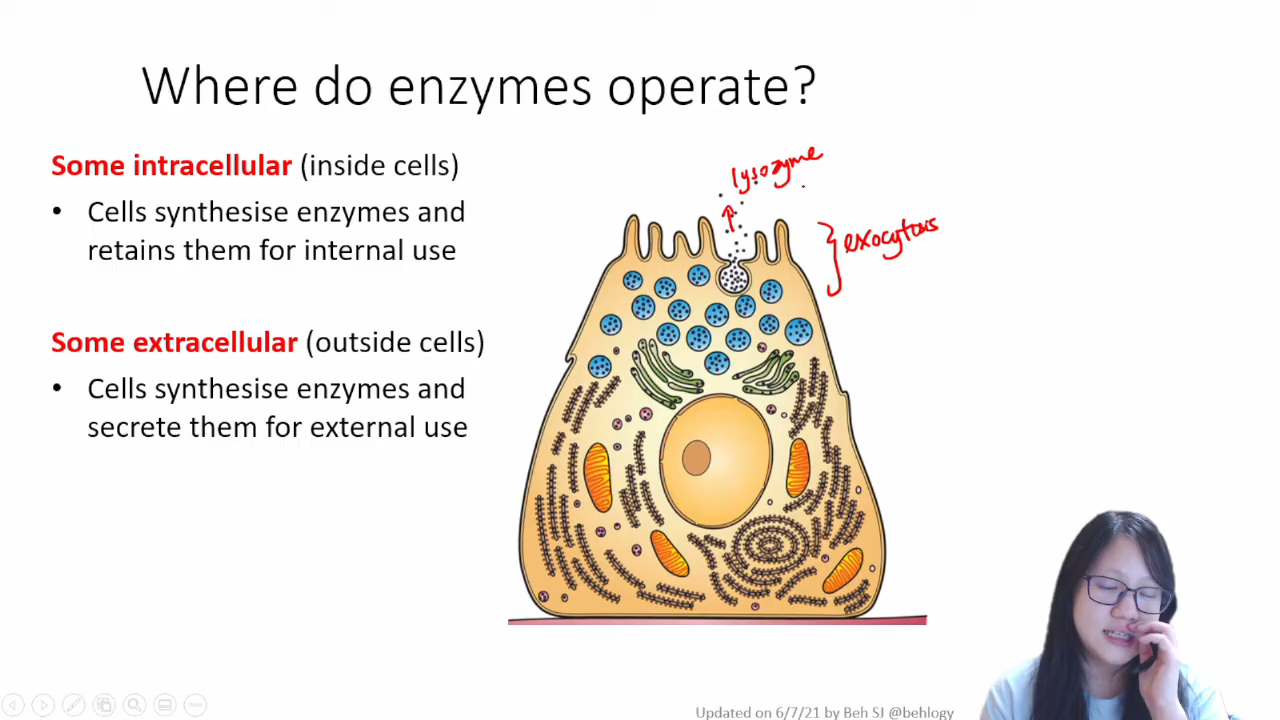 Where do enzymes operate?
Some intracellular (inside cells)
• Cells synthesise enzymes and
retains them for internal use
Some extracellular (outside cells)
• Cells synthesise enzymes and
secrete them for external use
lysozyme
exocytosis
Updated on 6/7/21 by Beh SJ @behlogy